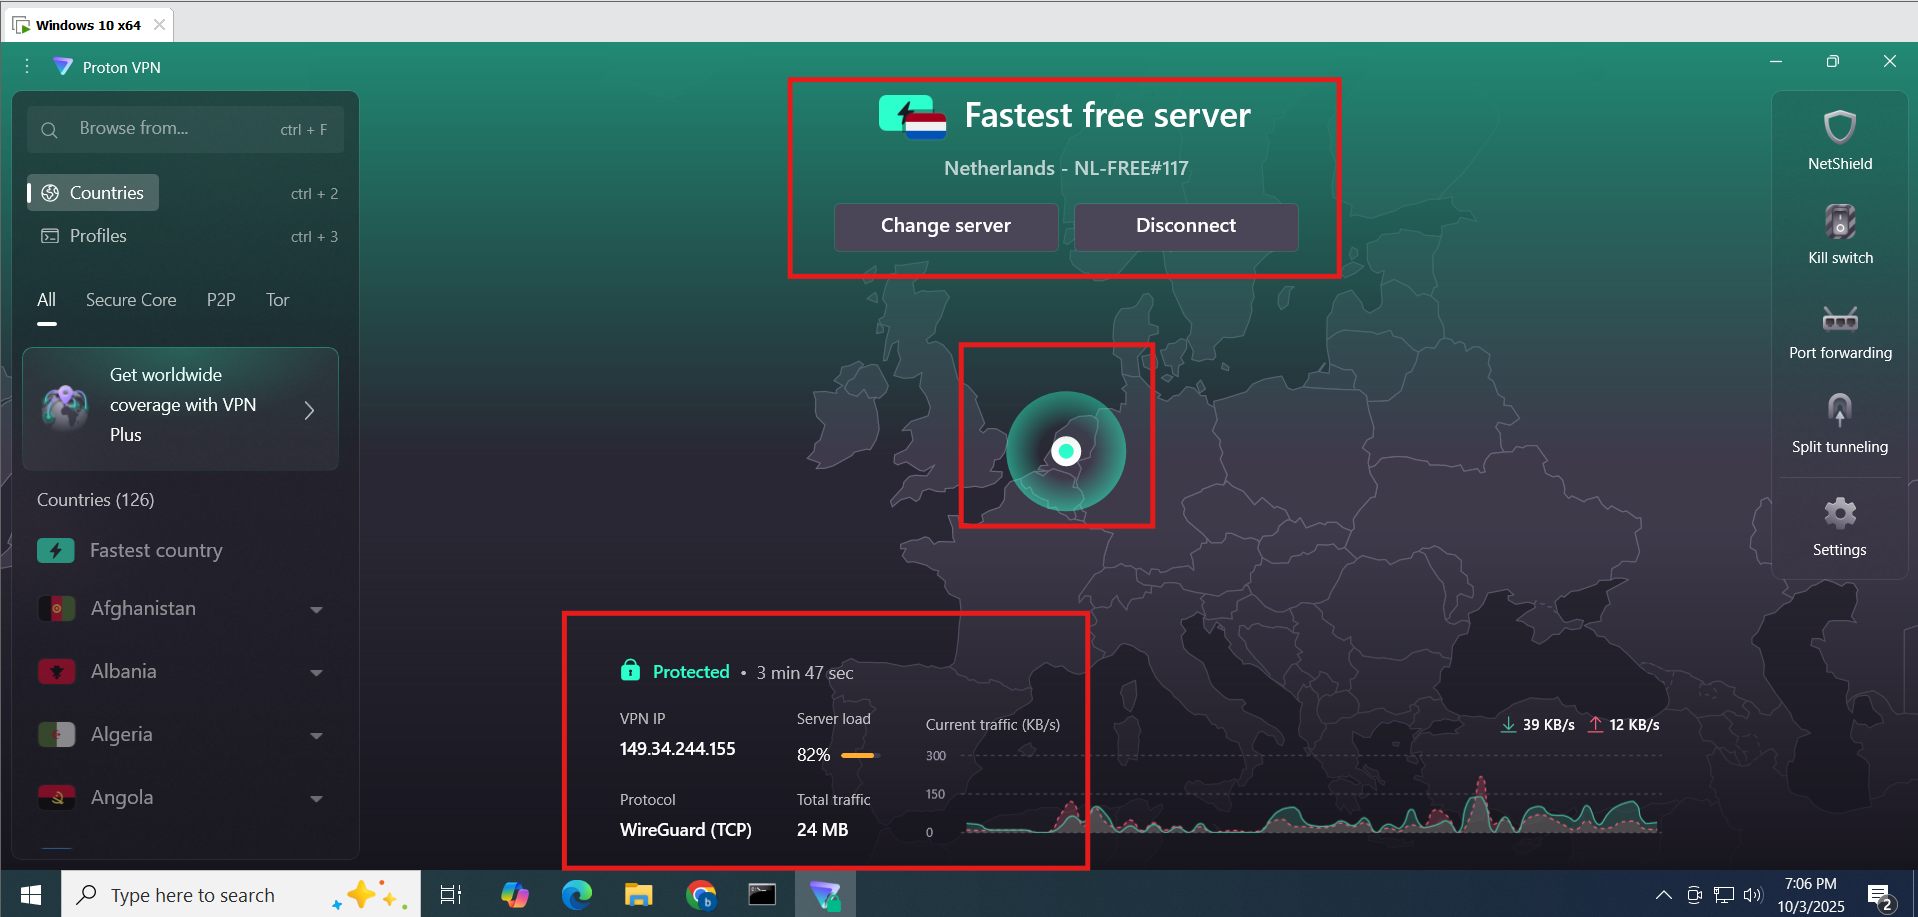 Windows 10 x64
Proton VPN
Browse from...
ctrl + F
Countries
ctrl + 2
Profiles
ctrl + 3
All
Secure Core
P2P
Tor
Get worldwide
coverage with VPN
Plus
Countries (126)
Fastest country
Afghanistan
Albania
Algeria
Angola
Fastest free server
Netherlands - NL-FREE#117
Change server
Disconnect
Protected • 3 min 47 sec
VPN IP
149.34.244.155
Server load
82%
Protocol
WireGuard (TCP)
Total traffic
24 MB
Current traffic (KB/s)
39 KB/s
12 KB/s
300
150
0
NetShield
Kill switch
Port forwarding
Split tunneling
Settings
Type here to search
7:06 PM
10/3/2025
2